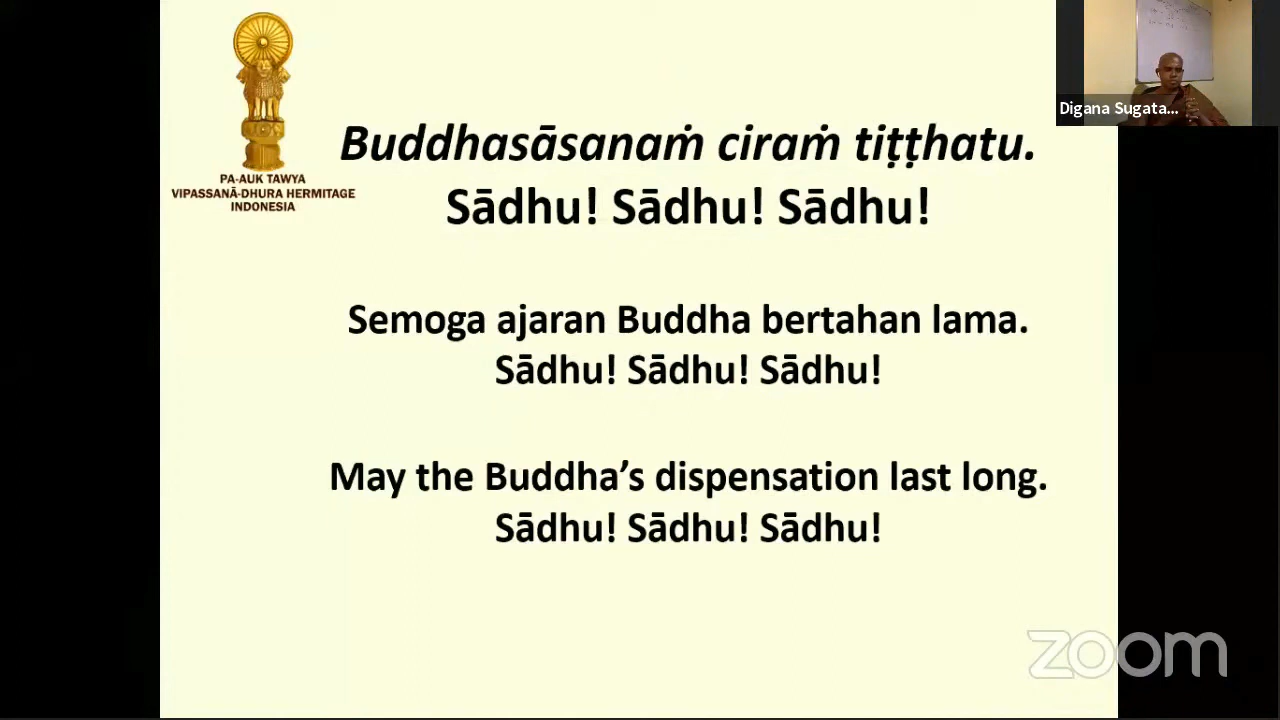 PA-AUK TAWYA
VIPASSANĀ-DHURA HERMITAGE
INDONESIA
Buddhasāsanaṁ ciraṁ tiṭṭhatu.
Sādhu! Sādhu! Sādhu!
Semoga ajaran Buddha bertahan lama.
Sādhu! Sādhu! Sādhu!
May the Buddha’s dispensation last long.
Sādhu! Sādhu! Sādhu!
Digana Sugata...
zoom